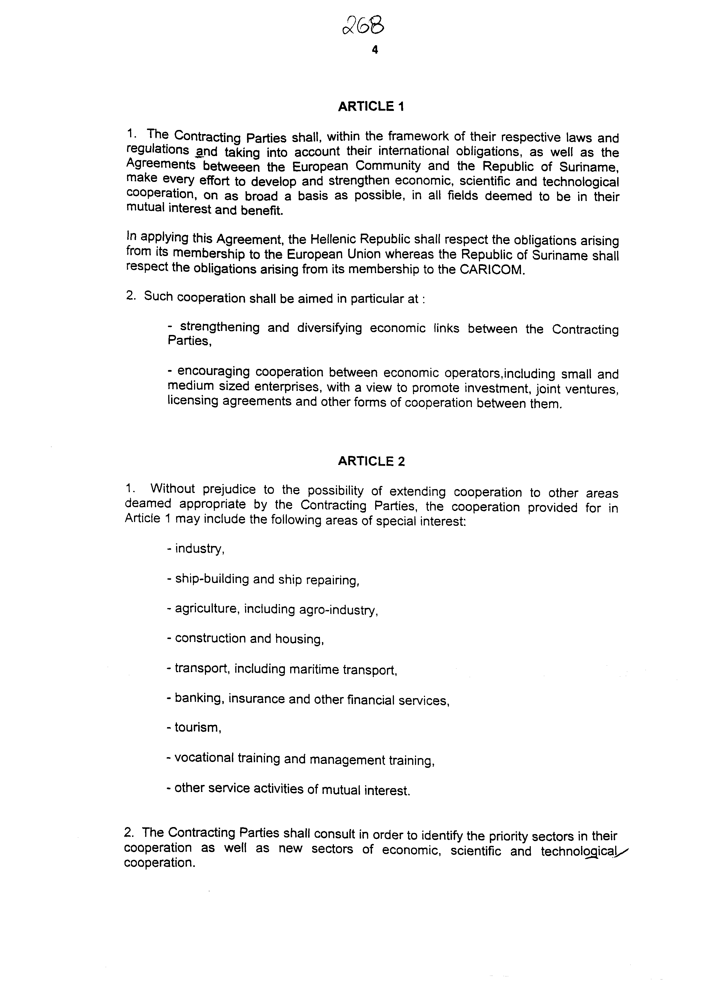 268
4
ARTICLE 1
1. The Contracting Parties shall, within the framework of their respective laws and
regulations and taking into account their international obligations, as well as the
Agreements betweeen the European Community and the Republic of Suriname,
make every effort to develop and strengthen economic, scientific and technological
cooperation, on as broad a basis as possible, in all fields deemed to be in their
mutual interest and benefit.
In applying this Agreement, the Hellenic Republic shall respect the obligations arising
from its membership to the European Union whereas the Republic of Suriname shall
respect the obligations arising from its membership to the CARICOM.
2. Such cooperation shall be aimed in particular at :
- strengthening and diversifying economic links between the Contracting
Parties,
- encouraging cooperation between economic operators,including small and
medium sized enterprises, with a view to promote investment, joint ventures,
licensing agreements and other forms of cooperation between them.
ARTICLE 2
1. Without prejudice to the possibility of extending cooperation to other areas
deamed appropriate by the Contracting Parties, the cooperation provided for in
Article 1 may include the following areas of special interest:
- industry,
- ship-building and ship repairing,
- agriculture, including agro-industry,
- construction and housing,
- transport, including maritime transport,
- banking, insurance and other financial services,
- tourism,
- vocational training and management training,
- other service activities of mutual interest.
2. The Contracting Parties shall consult in order to identify the priority sectors in their
cooperation as well as new sectors of economic, scientific and technological
cooperation.